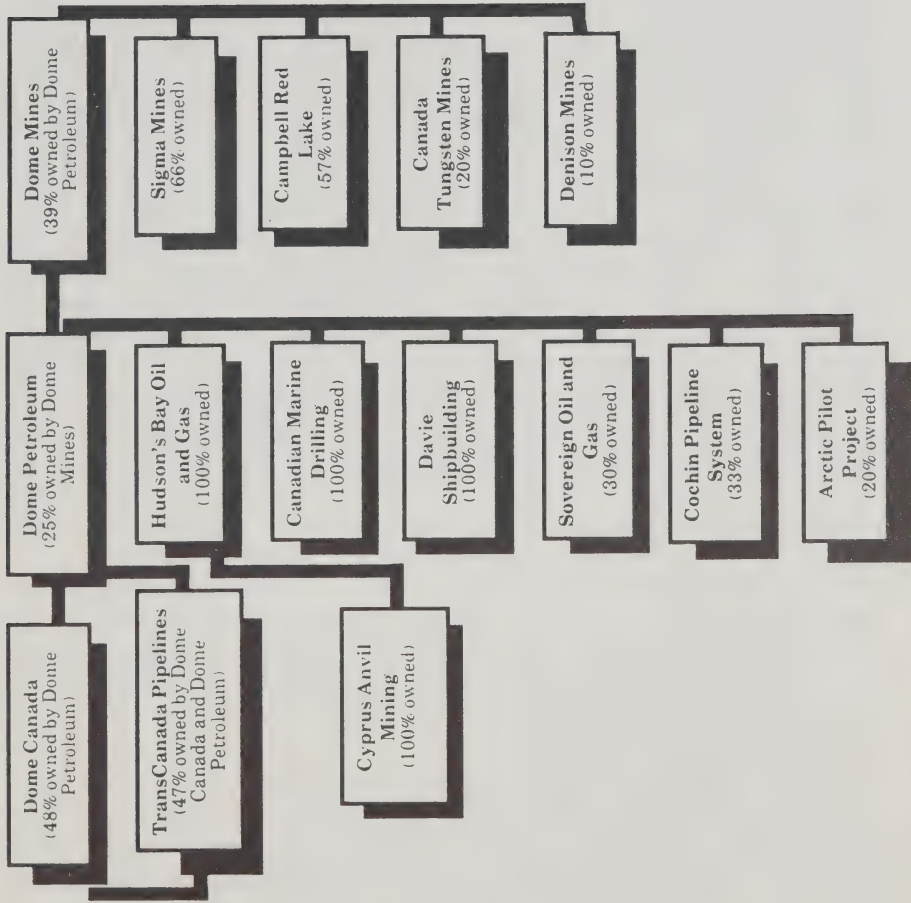 Dome Canada
(48% owned by Dome
Petroleum)
TransCanada Pipelines
(47% owned by Dome
Canada and Dome
Petroleum)
Cyprus Anvil
Mining
(100% owned)
Dome Petroleum
(25% owned by Dome
Mines)
Hudson's Bay Oil
and Gas
(100% owned)
Canadian Marine
Drilling
(100% owned)
Davie
Shipbuilding
(100% owned)
Sovereign Oil and
Gas
(30% owned)
Cochin Pipeline
System
(33% owned)
Arctic Pilot
Project
(20% owned)
Dome Mines
(39% owned by Dome
Petroleum)
Sigma Mines
(66% owned)
Campbell Red
Lake
(57% owned)
Canada
Tungsten Mines
(20% owned)
Denison Mines
(10% owned)